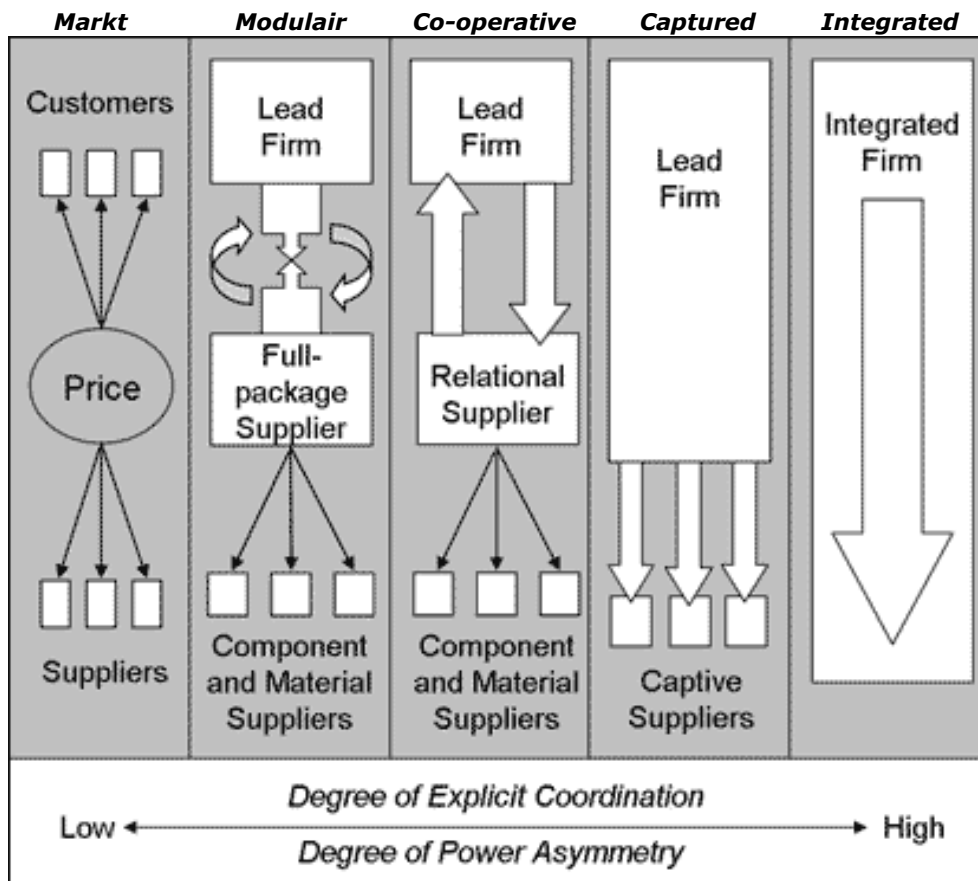 Markt
Modulair
Co-operative
Captured
Integrated
Customers
Price
Suppliers
Lead
Firm
Full-
package
Supplier
Component
and Material
Suppliers
Lead
Firm
Relational
Supplier
Component
and Material
Suppliers
Lead
Firm
Captive
Suppliers
Integrated
Firm
Degree of Explicit Coordination
Low
High
Degree of Power Asymmetry